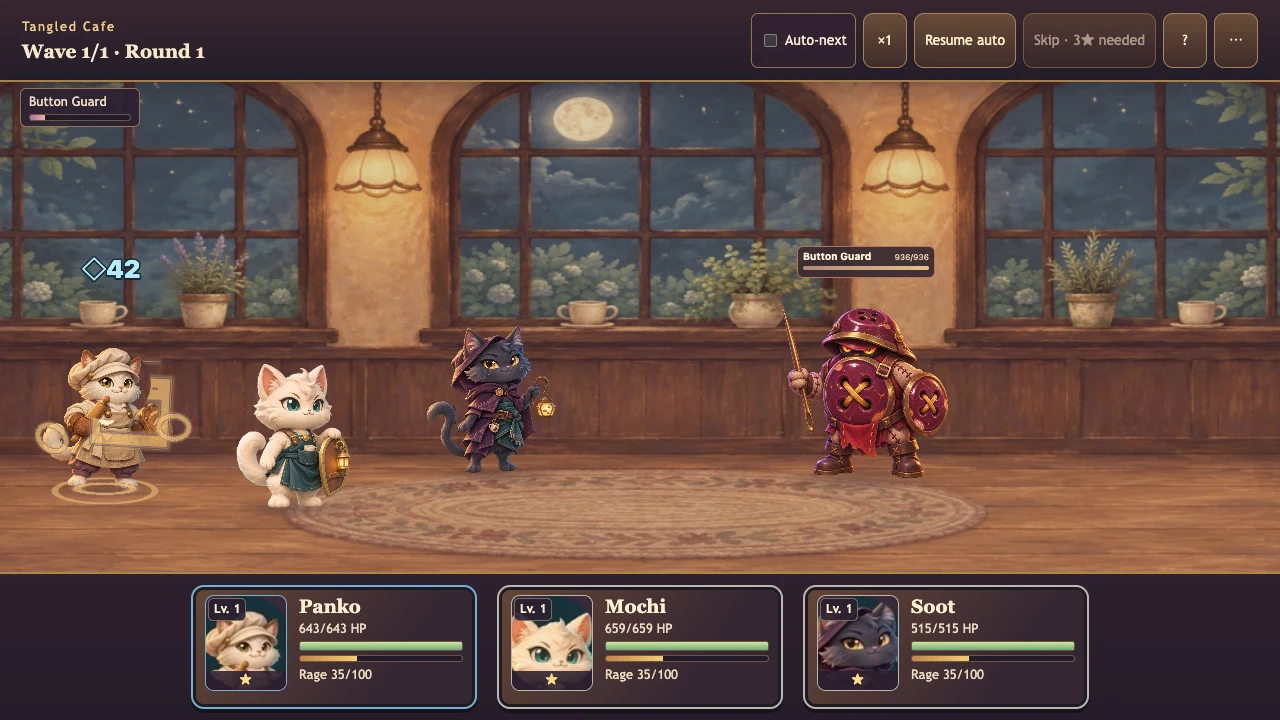 Tangled Cafe
Wave 1/1 · Round 1
Auto-next
×1
Resume auto
Skip · 3★ needed
?
···
Button Guard
Button Guard 936/936
◇42
Lv. 1
Panko
643/643 HP
Rage 35/100
Lv. 1
Mochi
659/659 HP
Rage 35/100
Lv. 1
Soot
515/515 HP
Rage 35/100